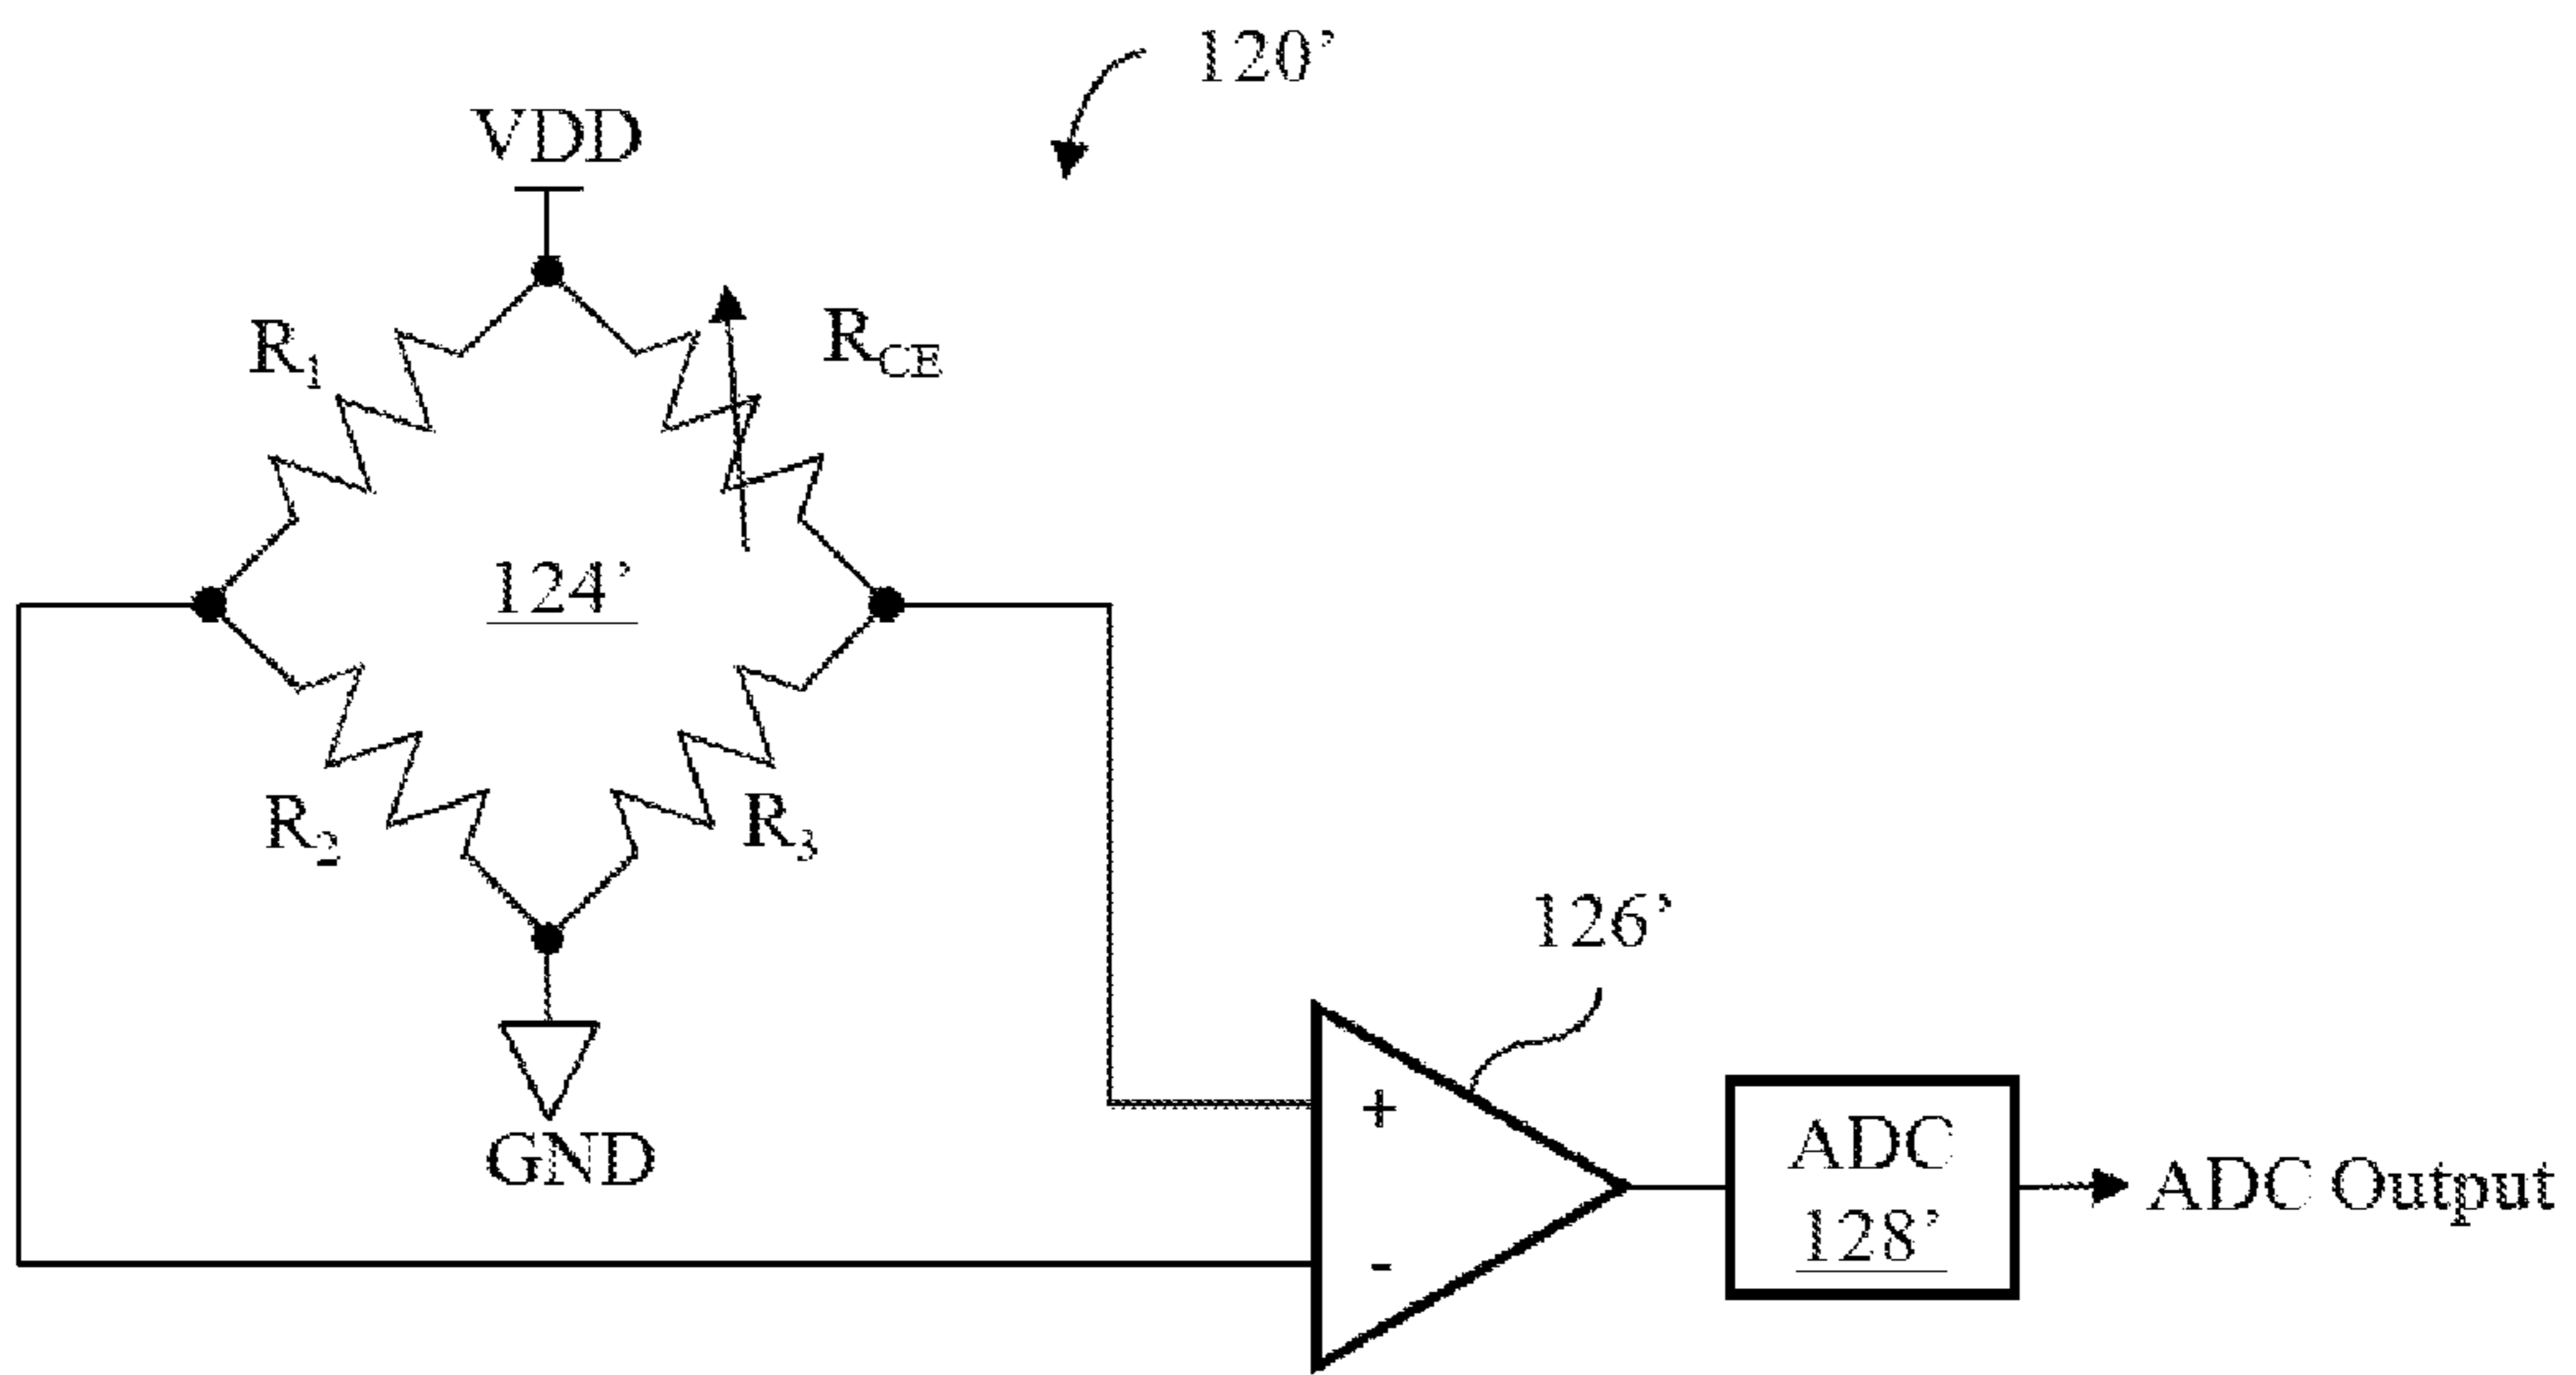 120’
VDD
R1
RCE
124’
R2
R3
126’
GND
+
-
ADC
128’
ADC Output